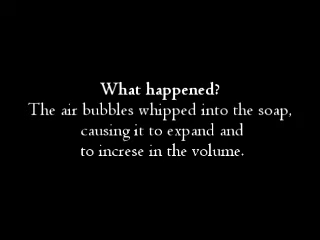 What happened?
The air bubbles whipped into the soap,
causing it to expand and
to increse in the volume.